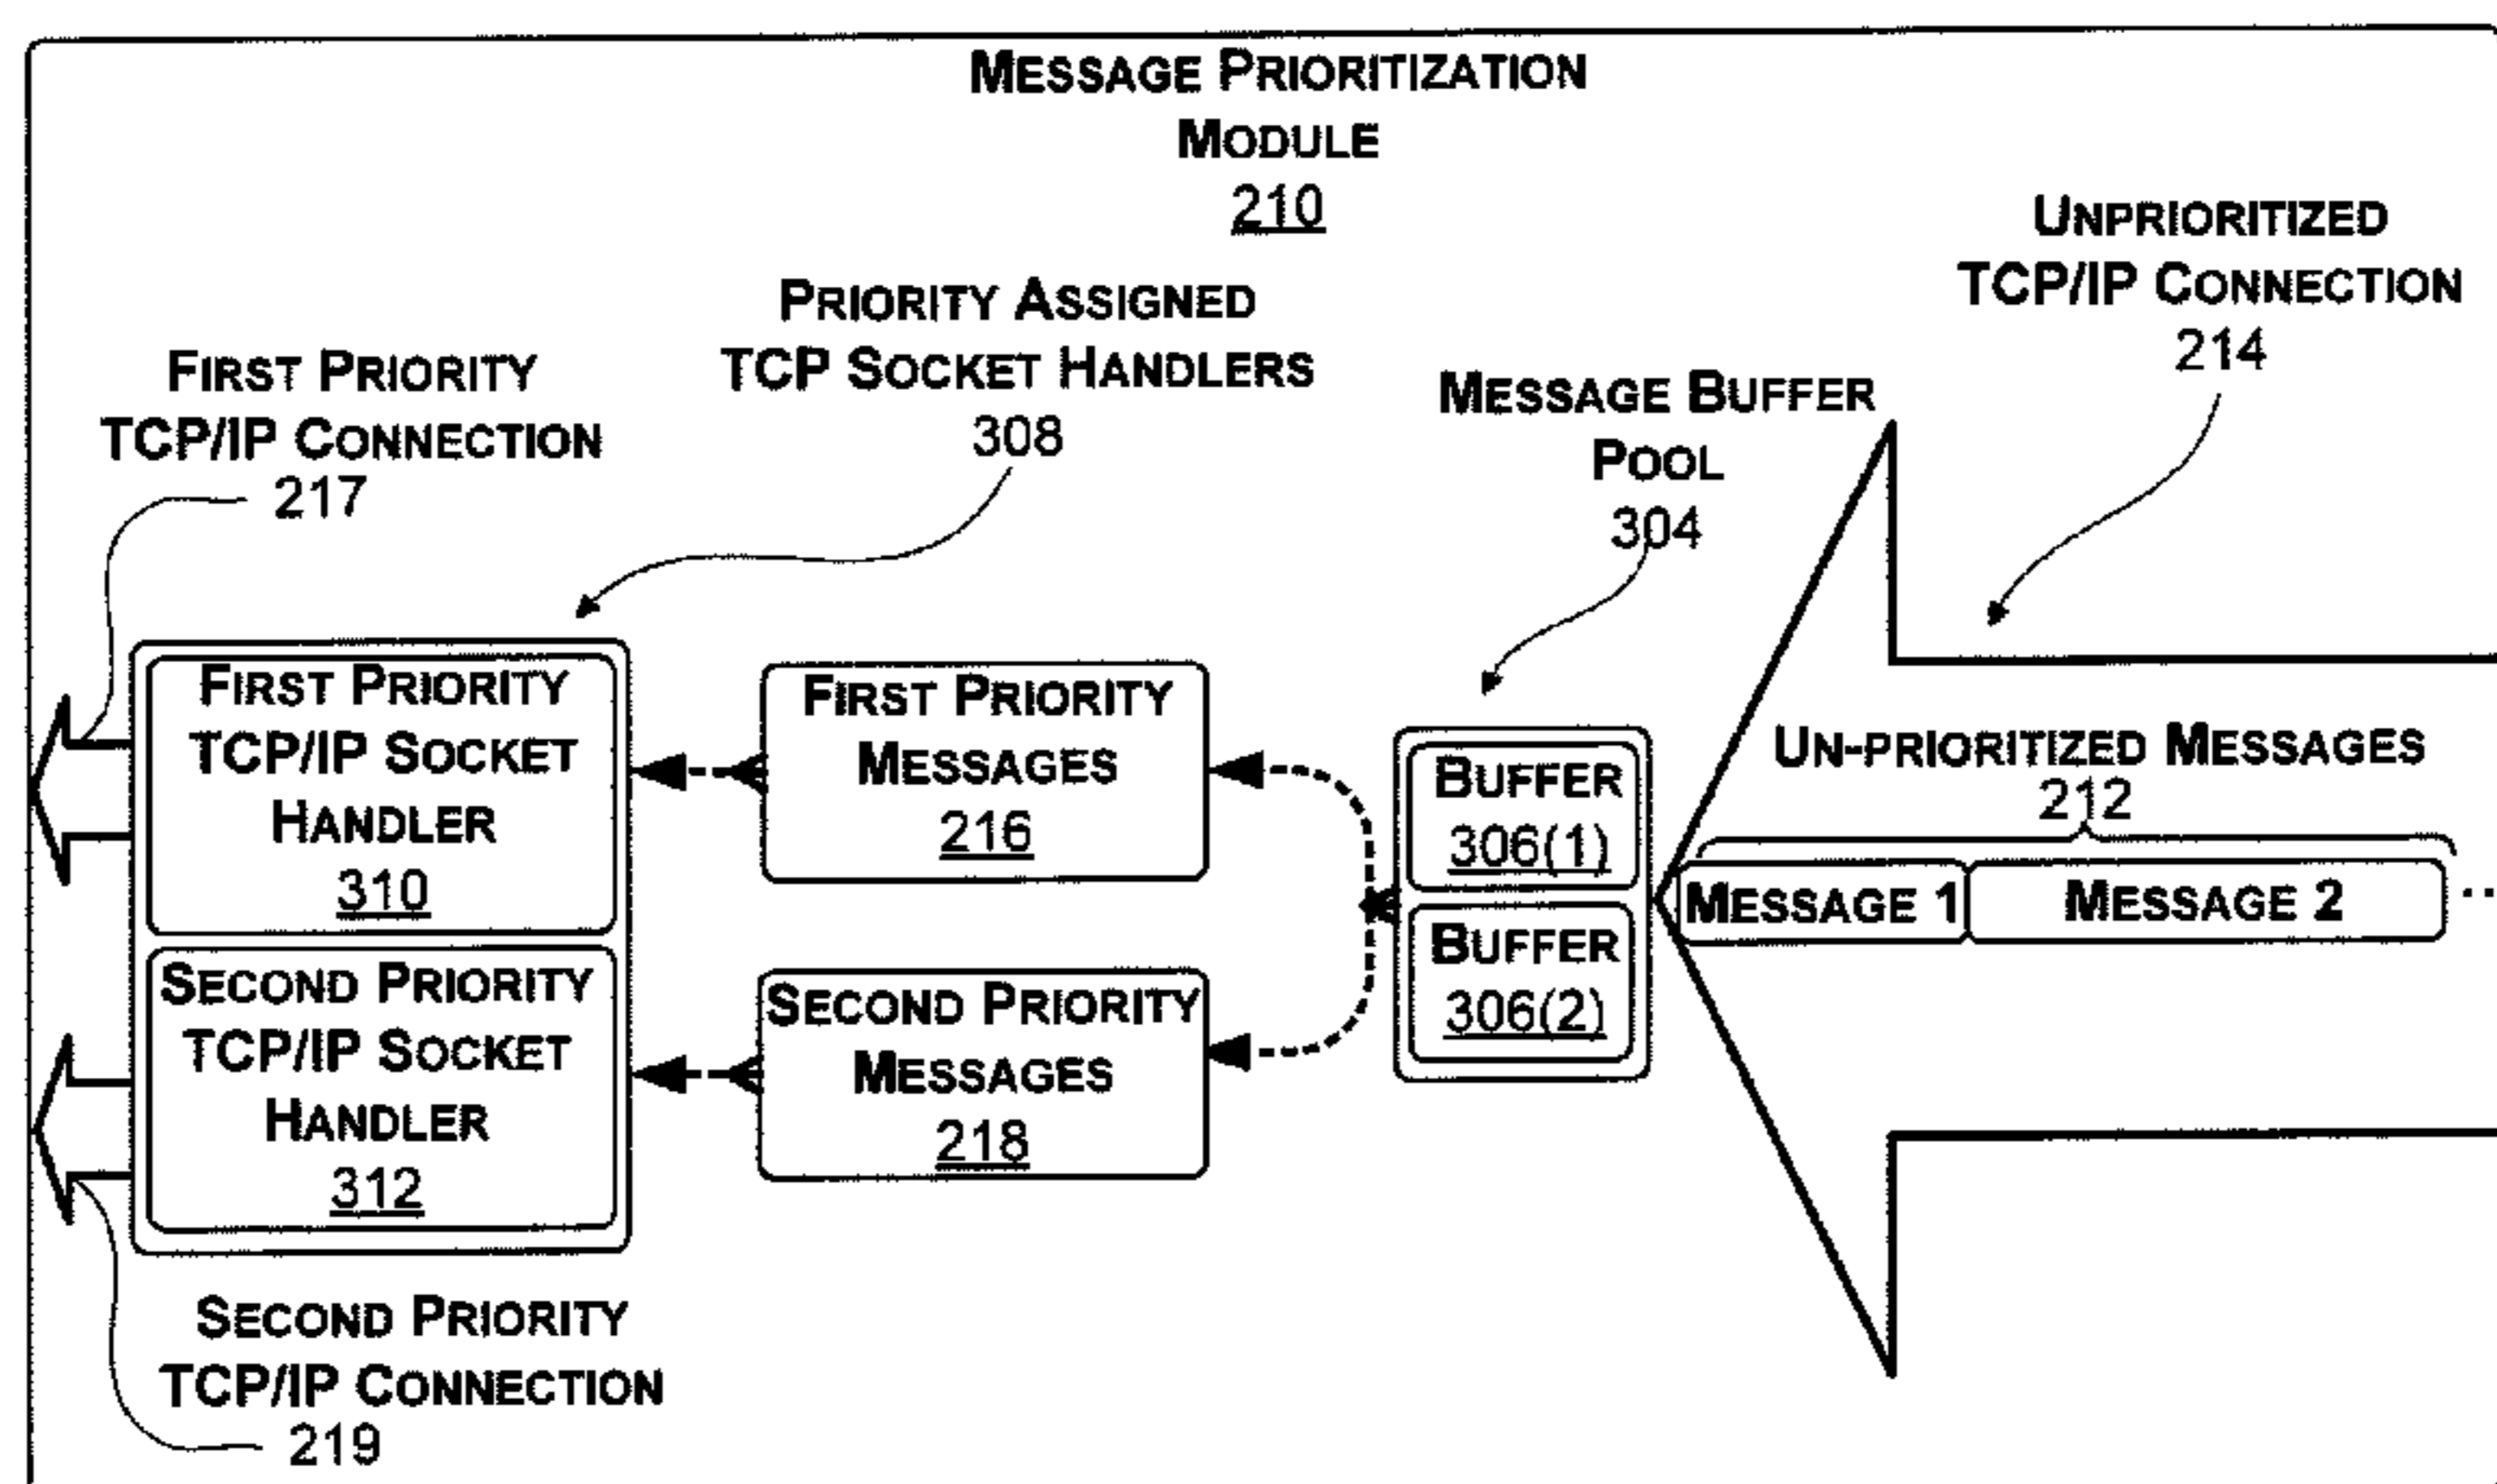 MESSAGE PRIORITIZATION
MODULE
210
UNPRIORITIZED
TCP/IP CONNECTION
214
PRIORITY ASSIGNED
TCP SOCKET HANDLERS
308
FIRST PRIORITY
TCP/IP CONNECTION
217
MESSAGE BUFFER
POOL
304
FIRST PRIORITY
TCP/IP SOCKET
HANDLER
310
FIRST PRIORITY
MESSAGES
216
BUFFER
306(1)
UN-PRIORITIZED MESSAGES
212
MESSAGE 1
MESSAGE 2
...
BUFFER
306(2)
SECOND PRIORITY
TCP/IP SOCKET
HANDLER
312
SECOND PRIORITY
MESSAGES
218
SECOND PRIORITY
TCP/IP CONNECTION
219